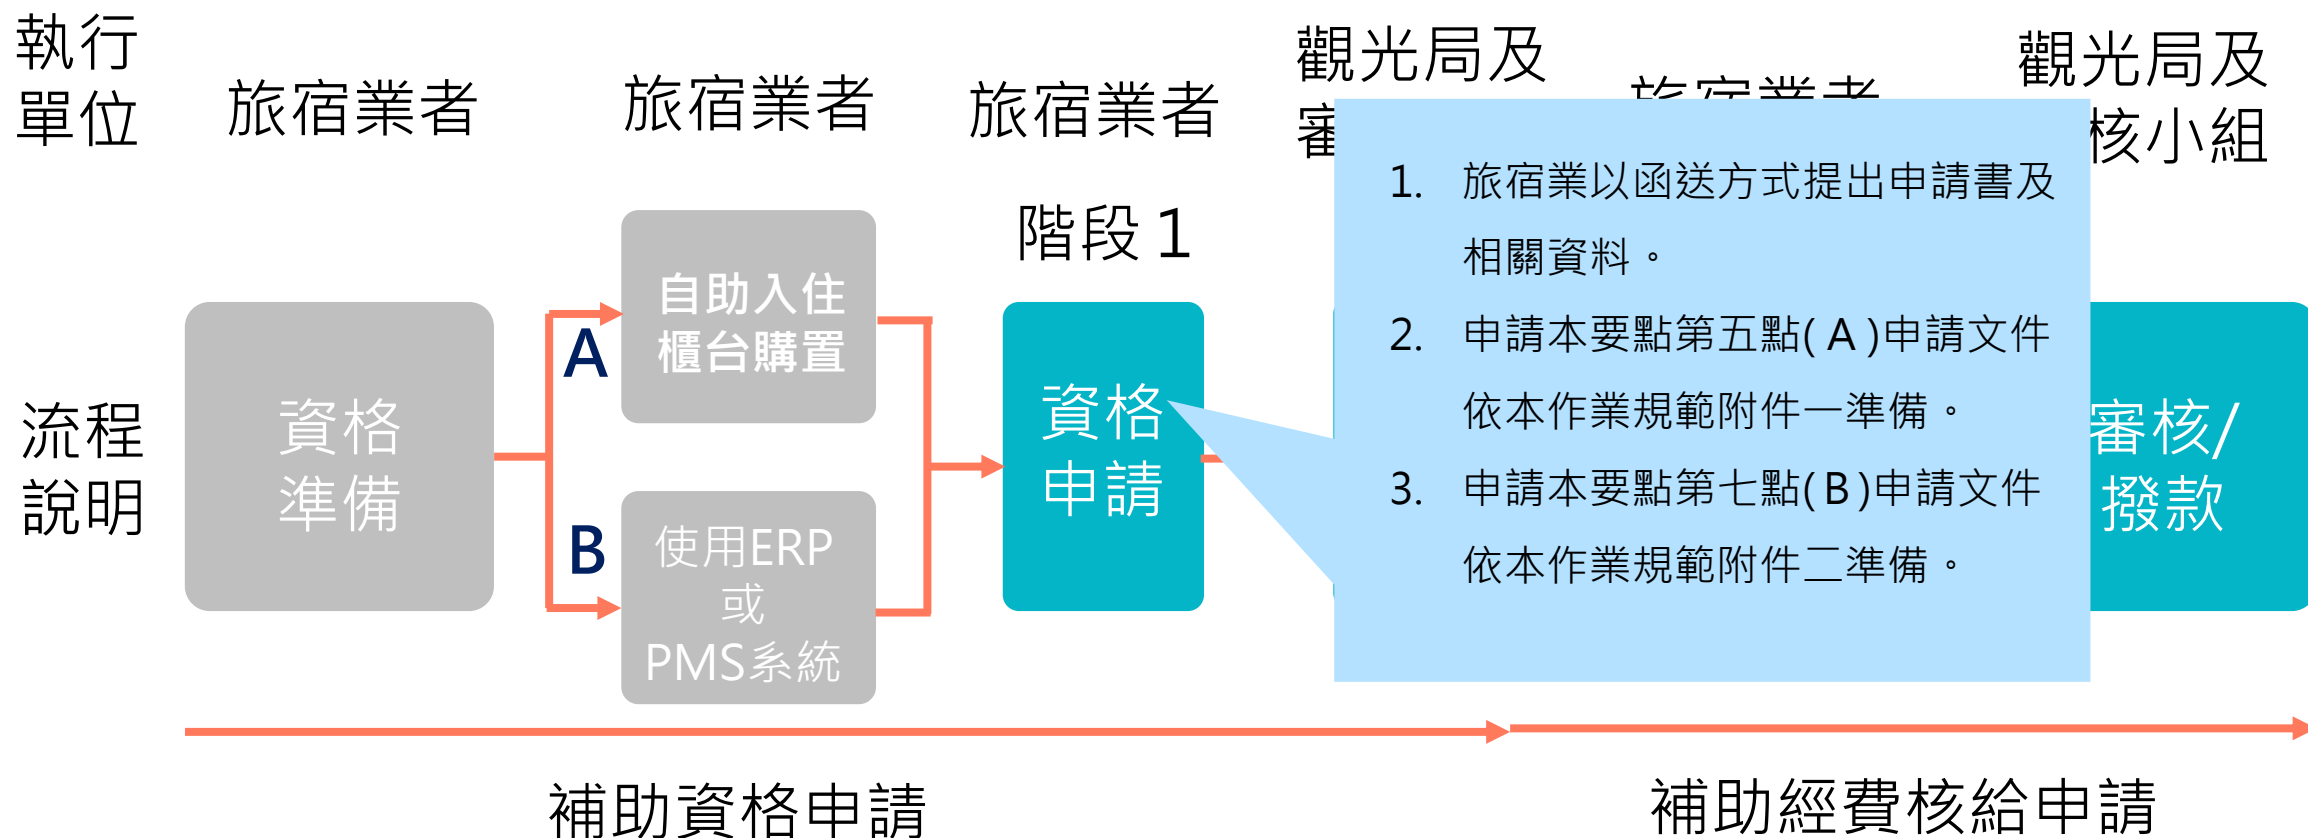 執行
單位
旅宿業者
旅宿業者
旅宿業者
觀光局及
審
旅宿業者
觀光局及
核小組
階段 1
流程
說明
資格
準備
A
自助入住
櫃台購置
B
使用ERP
或
PMS系統
資格
申請
1. 旅宿業以函送方式提出申請書及
相關資料。
2. 申請本要點第五點( A )申請文件
依本作業規範附件一準備。
3. 申請本要點第七點( B )申請文件
依本作業規範附件二準備。
審核/
撥款
補助資格申請
補助經費核給申請